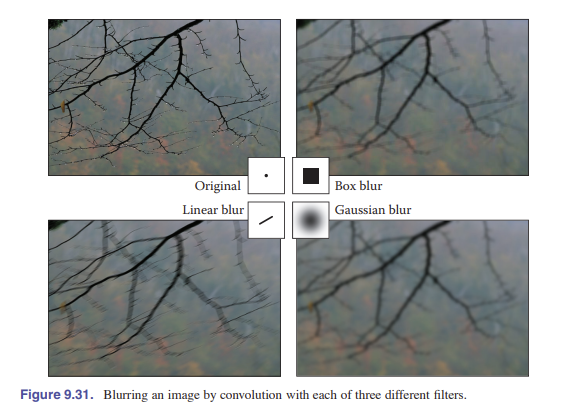 Original
Box blur
Linear blur
Gaussian blur
Figure 9.31. Blurring an image by convolution with each of three different filters.